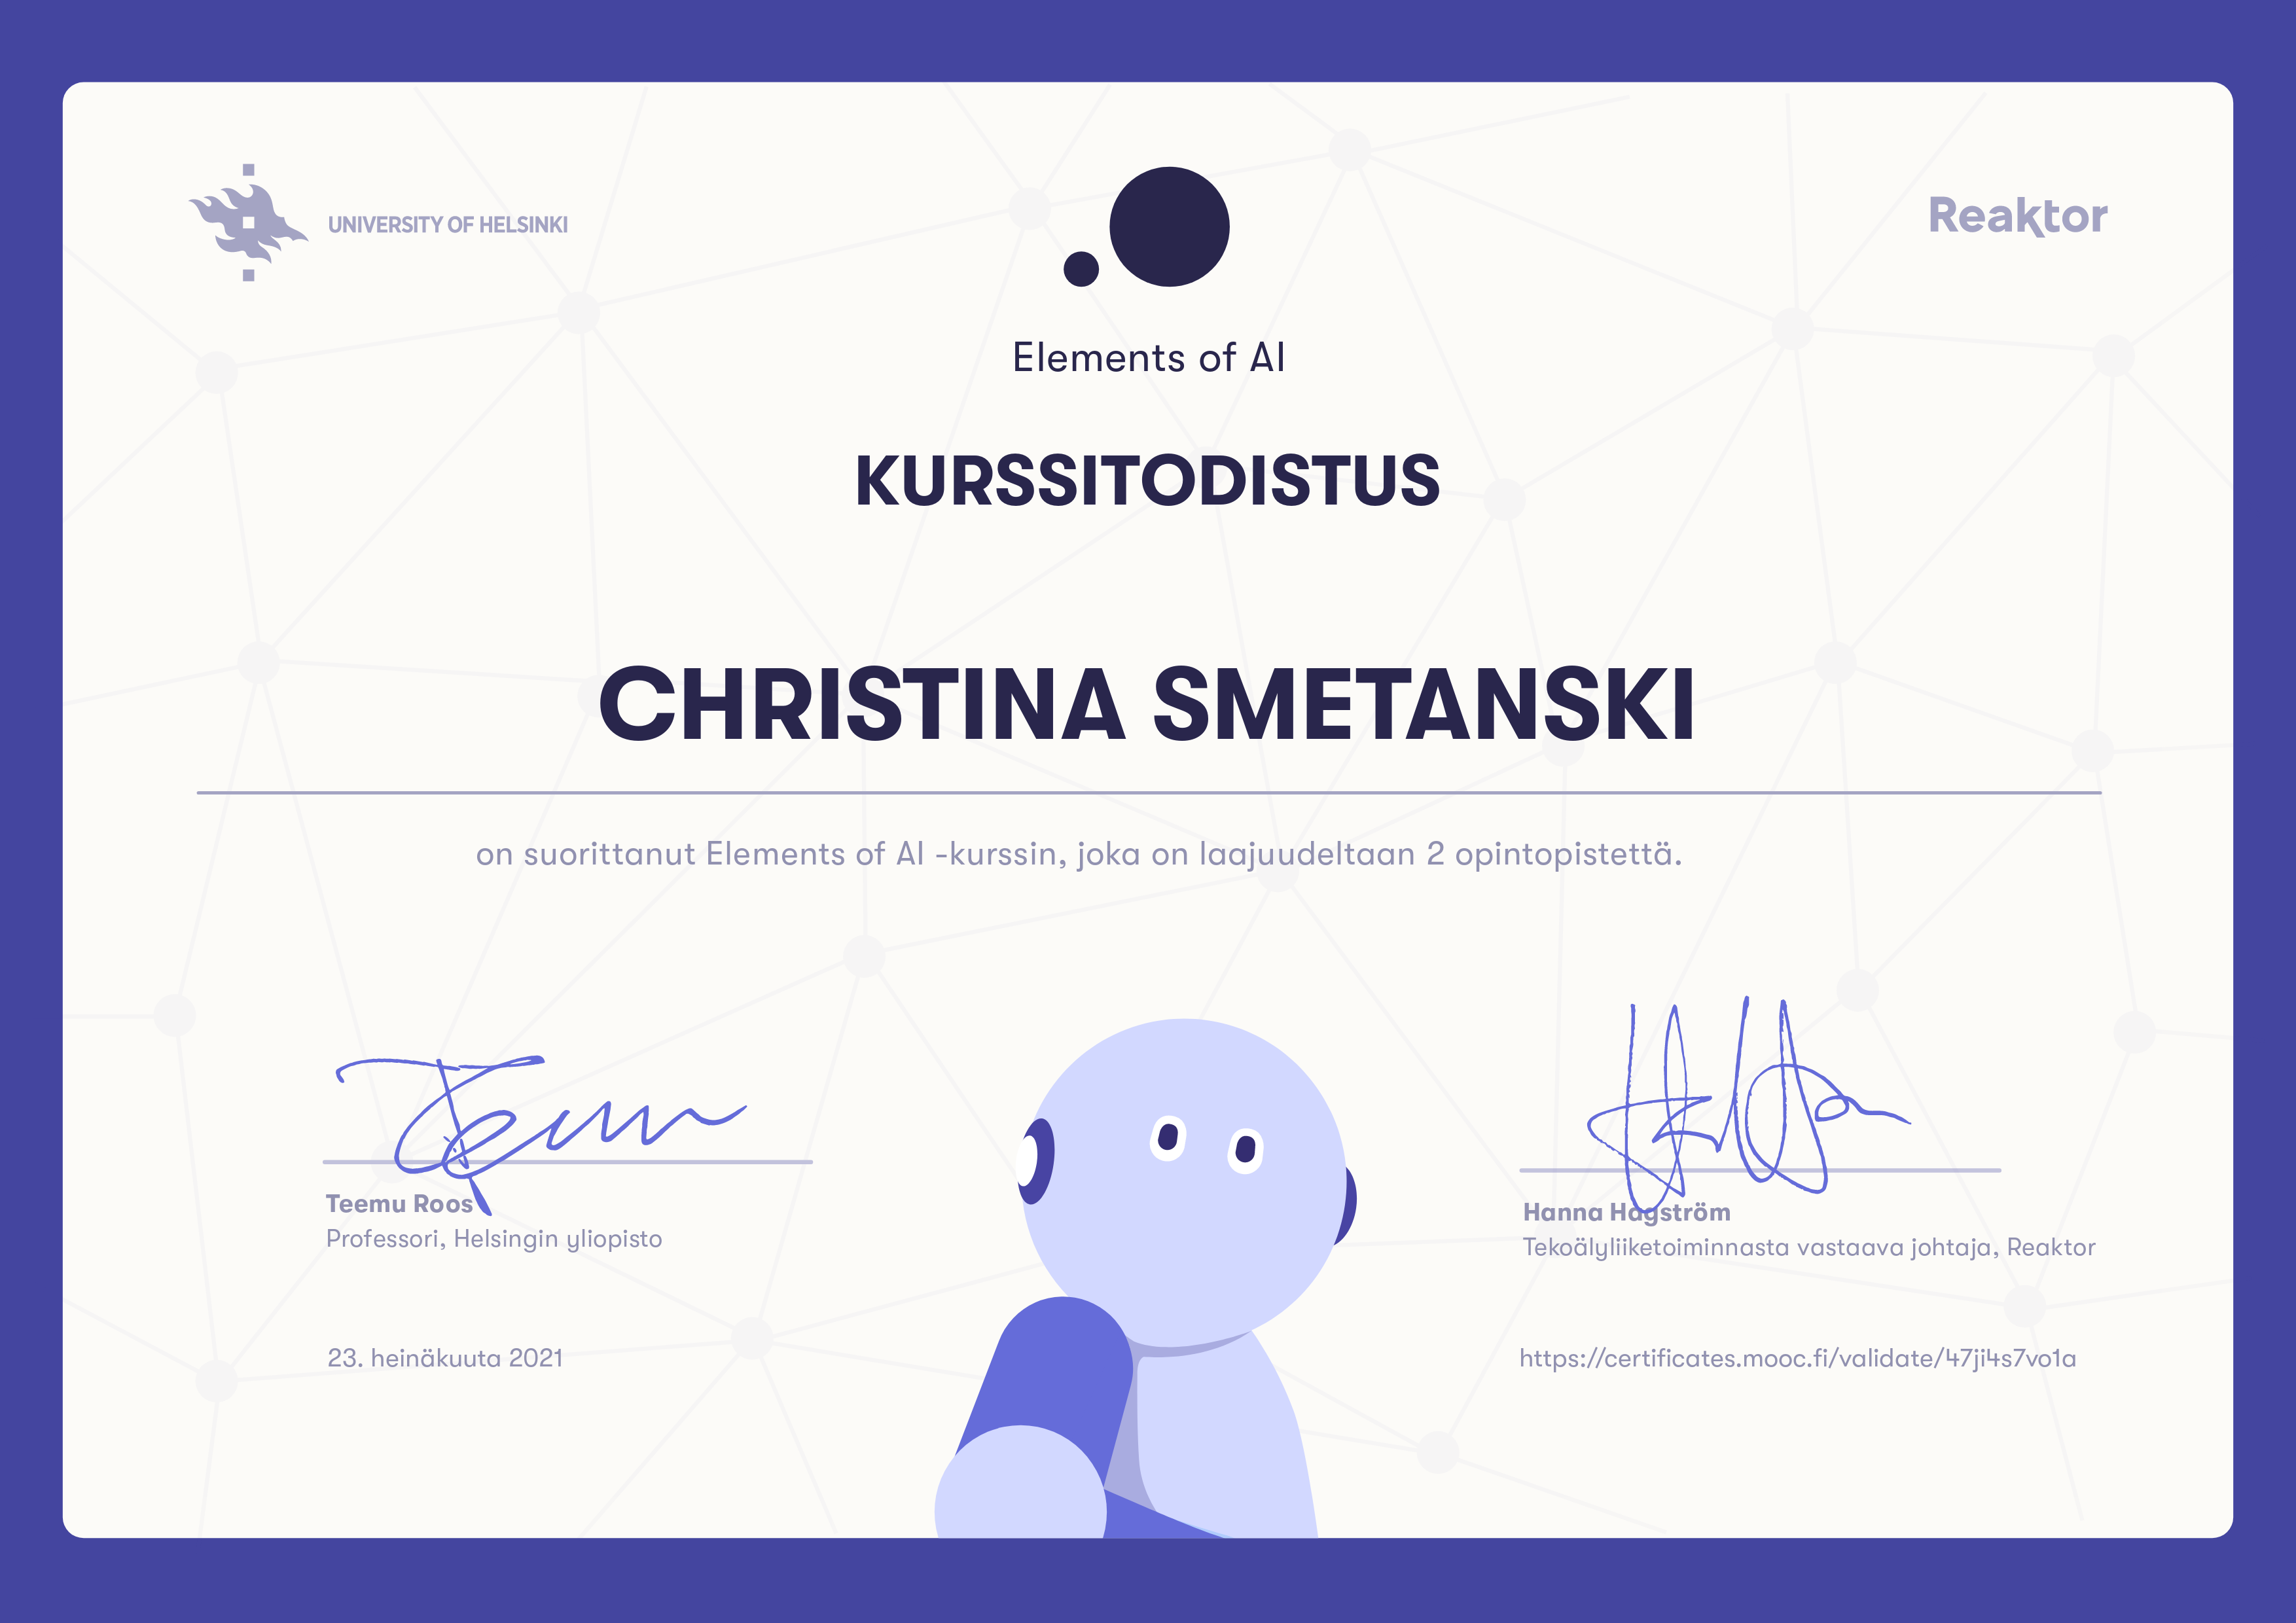 UNIVERSITY OF HELSINKI
Reaktor
Elements of AI
KURSSITODISTUS
CHRISTINA SMETANSKI
on suorittanut Elements of AI -kurssin, joka on laajuudeltaan 2 opintopistettä.
Teemu Roos
Professori, Helsingin yliopisto
Hanna Hagström
Tekoälyliiketoiminnasta vastaava johtaja, Reaktor
23. heinäkuuta 2021
https://certificates.mooc.fi/validate/47ji4s7vo1a